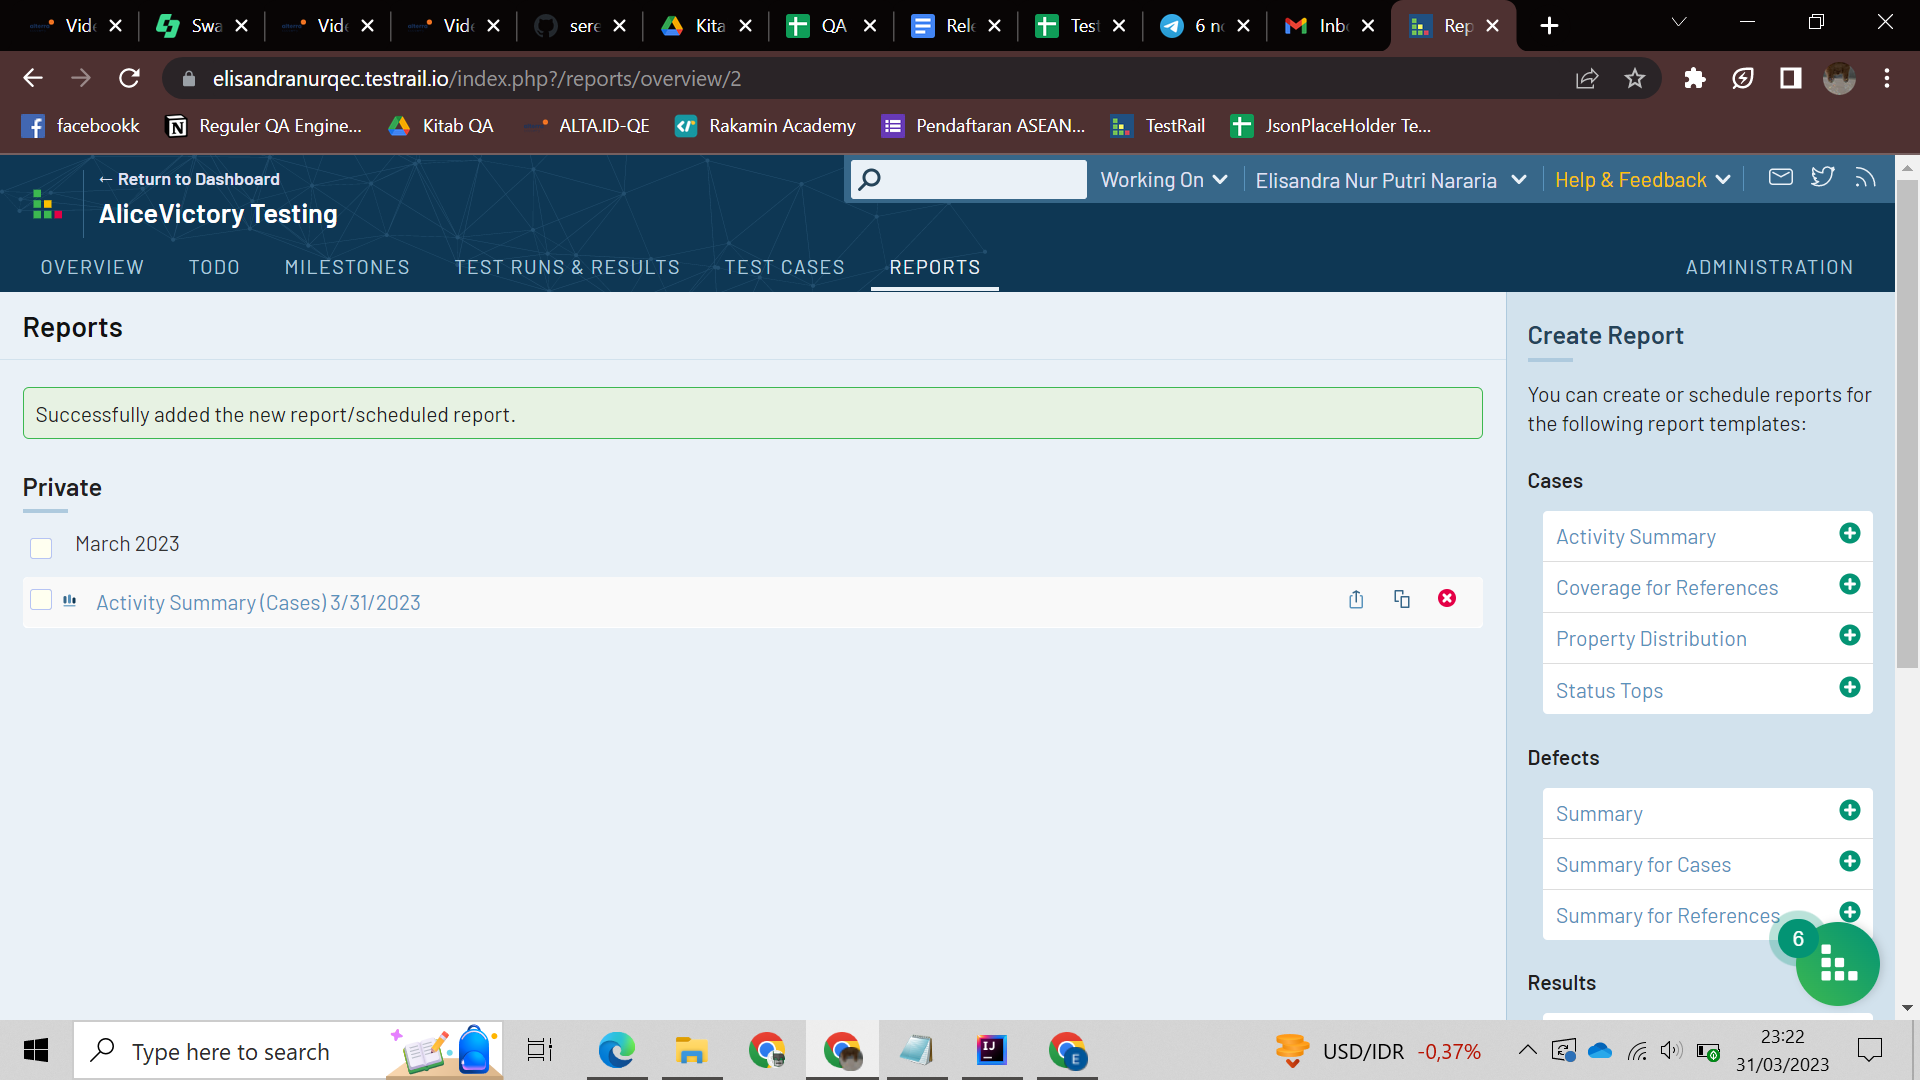 Vid
Swa
Vid
Vid
sere
Kita
QA
Rel
Test
6 n
Inb
Rep
elisandranurqec.testrail.io/index.php?/reports/overview/2
facebookk
Reguler QA Engine...
Kitab QA
ALTA.ID-QE
Rakamin Academy
Pendaftaran ASEAN...
TestRail
JsonPlaceHolder Te...
← Return to Dashboard
AliceVictory Testing
Working On
Elisandra Nur Putri Nararia
Help & Feedback
OVERVIEW
TODO
MILESTONES
TEST RUNS & RESULTS
TEST CASES
REPORTS
ADMINISTRATION
Reports
Successfully added the new report/scheduled report.
Private
March 2023
Activity Summary (Cases) 3/31/2023
Create Report
You can create or schedule reports for
the following report templates:
Cases
Activity Summary
Coverage for References
Property Distribution
Status Tops
Defects
Summary
Summary for Cases
Summary for References
6
Results
Type here to search
USD/IDR -0,37%
23:22
31/03/2023